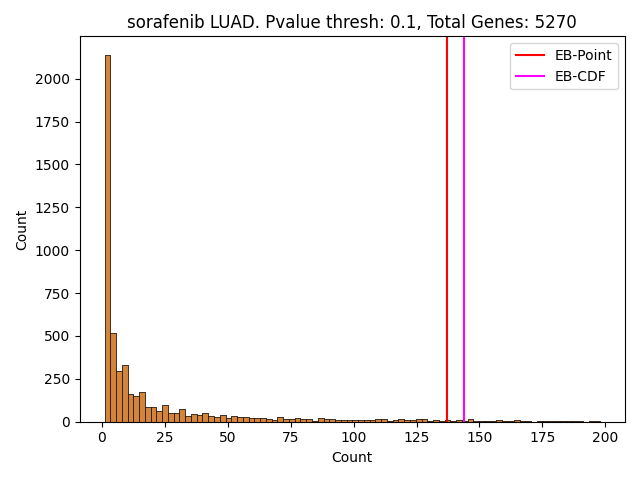 sorafenib LUAD. Pvalue thresh: 0.1, Total Genes: 5270
EB-Point
EB-CDF
Count
2000
1750
1500
1250
1000
750
500
250
0
0 25 50 75 100 125 150 175 200
Count